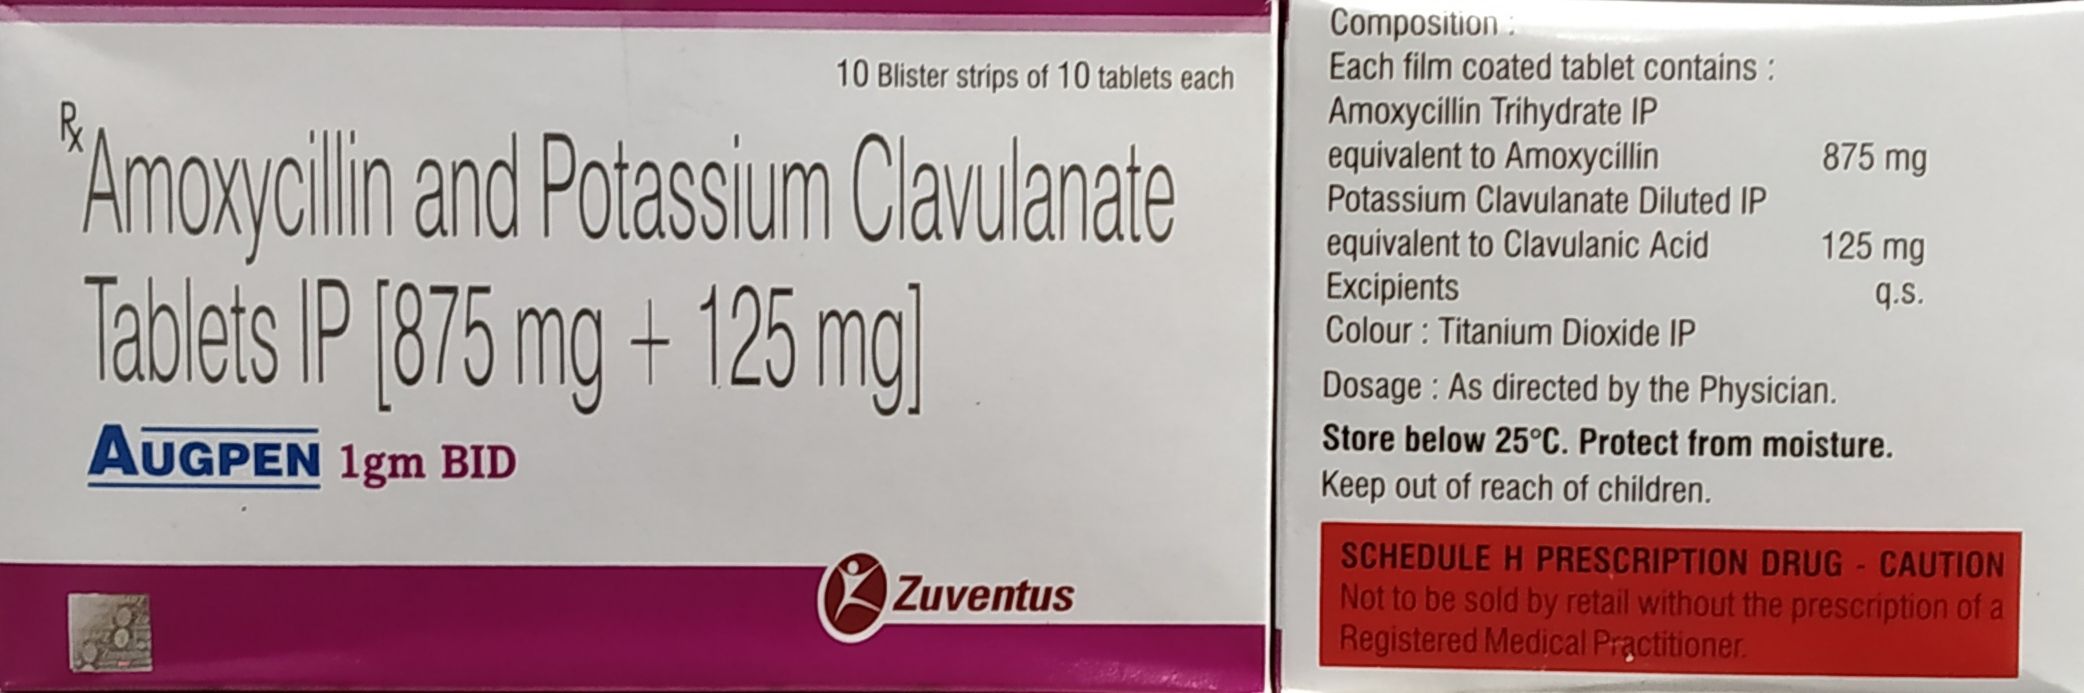 10 Blister strips of 10 tablets each
Rx
Amoxycillin and Potassium Clavulanate
Tablets IP [875 mg + 125 mg]
AUGPEN 1gm BID
Zuventus
Composition :
Each film coated tablet contains :
Amoxycillin Trihydrate IP
equivalent to Amoxycillin 875 mg
Potassium Clavulanate Diluted IP
equivalent to Clavulanic Acid 125 mg
Excipients q.s.
Colour : Titanium Dioxide IP
Dosage : As directed by the Physician.
Store below 25°C. Protect from moisture.
Keep out of reach of children.
SCHEDULE H PRESCRIPTION DRUG - CAUTION
Not to be sold by retail without the prescription of a
Registered Medical Practitioner.